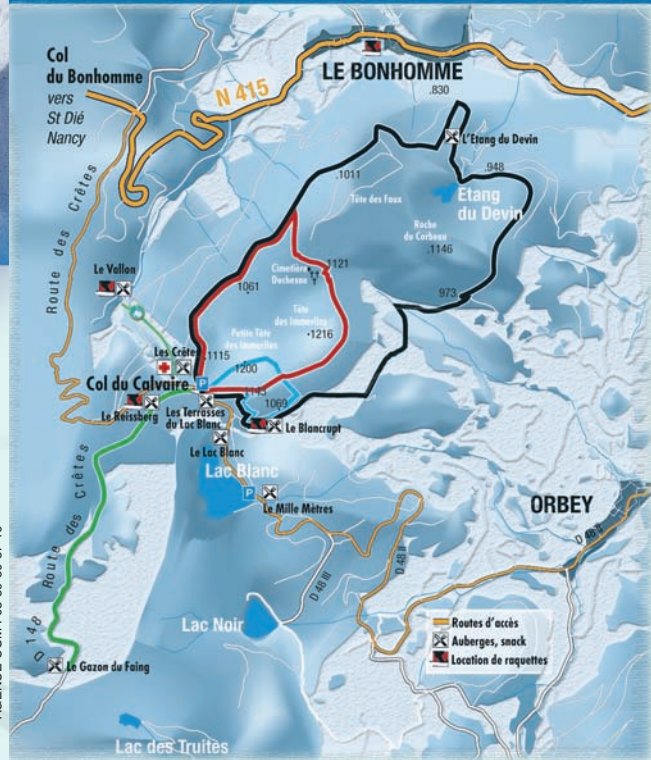 Col
du Bonhomme
vers
St Dié
Nancy
N 415
LE BONHOMME
.830
L'Etang du Devin
.948
.1011
Tête des Faux
Etang
du Devin
Roche
du Corbeau
.1146
Route des Crêtes
Le Vallon
Cimetière
Duchesne
1121
1061
973
Tête
des Immerlins
.1216
Petite Tête
des Immerlins
.1115
Les Crêtes
1200
P
Col du Calvaire
1143
1069
Le Reissberg
Les Terrasses
du Lac Blanc
Le Blancrupt
Le Lac Blanc
Lac Blanc
P
Le Mille Mètres
ORBEY
D 48 II
D 48 II
D 48 III
D 148 Route des Crêtes
Lac Noir
Routes d'accès
Auberges, snack
Location de raquettes
Le Gazon du Faing
Lac des Truites